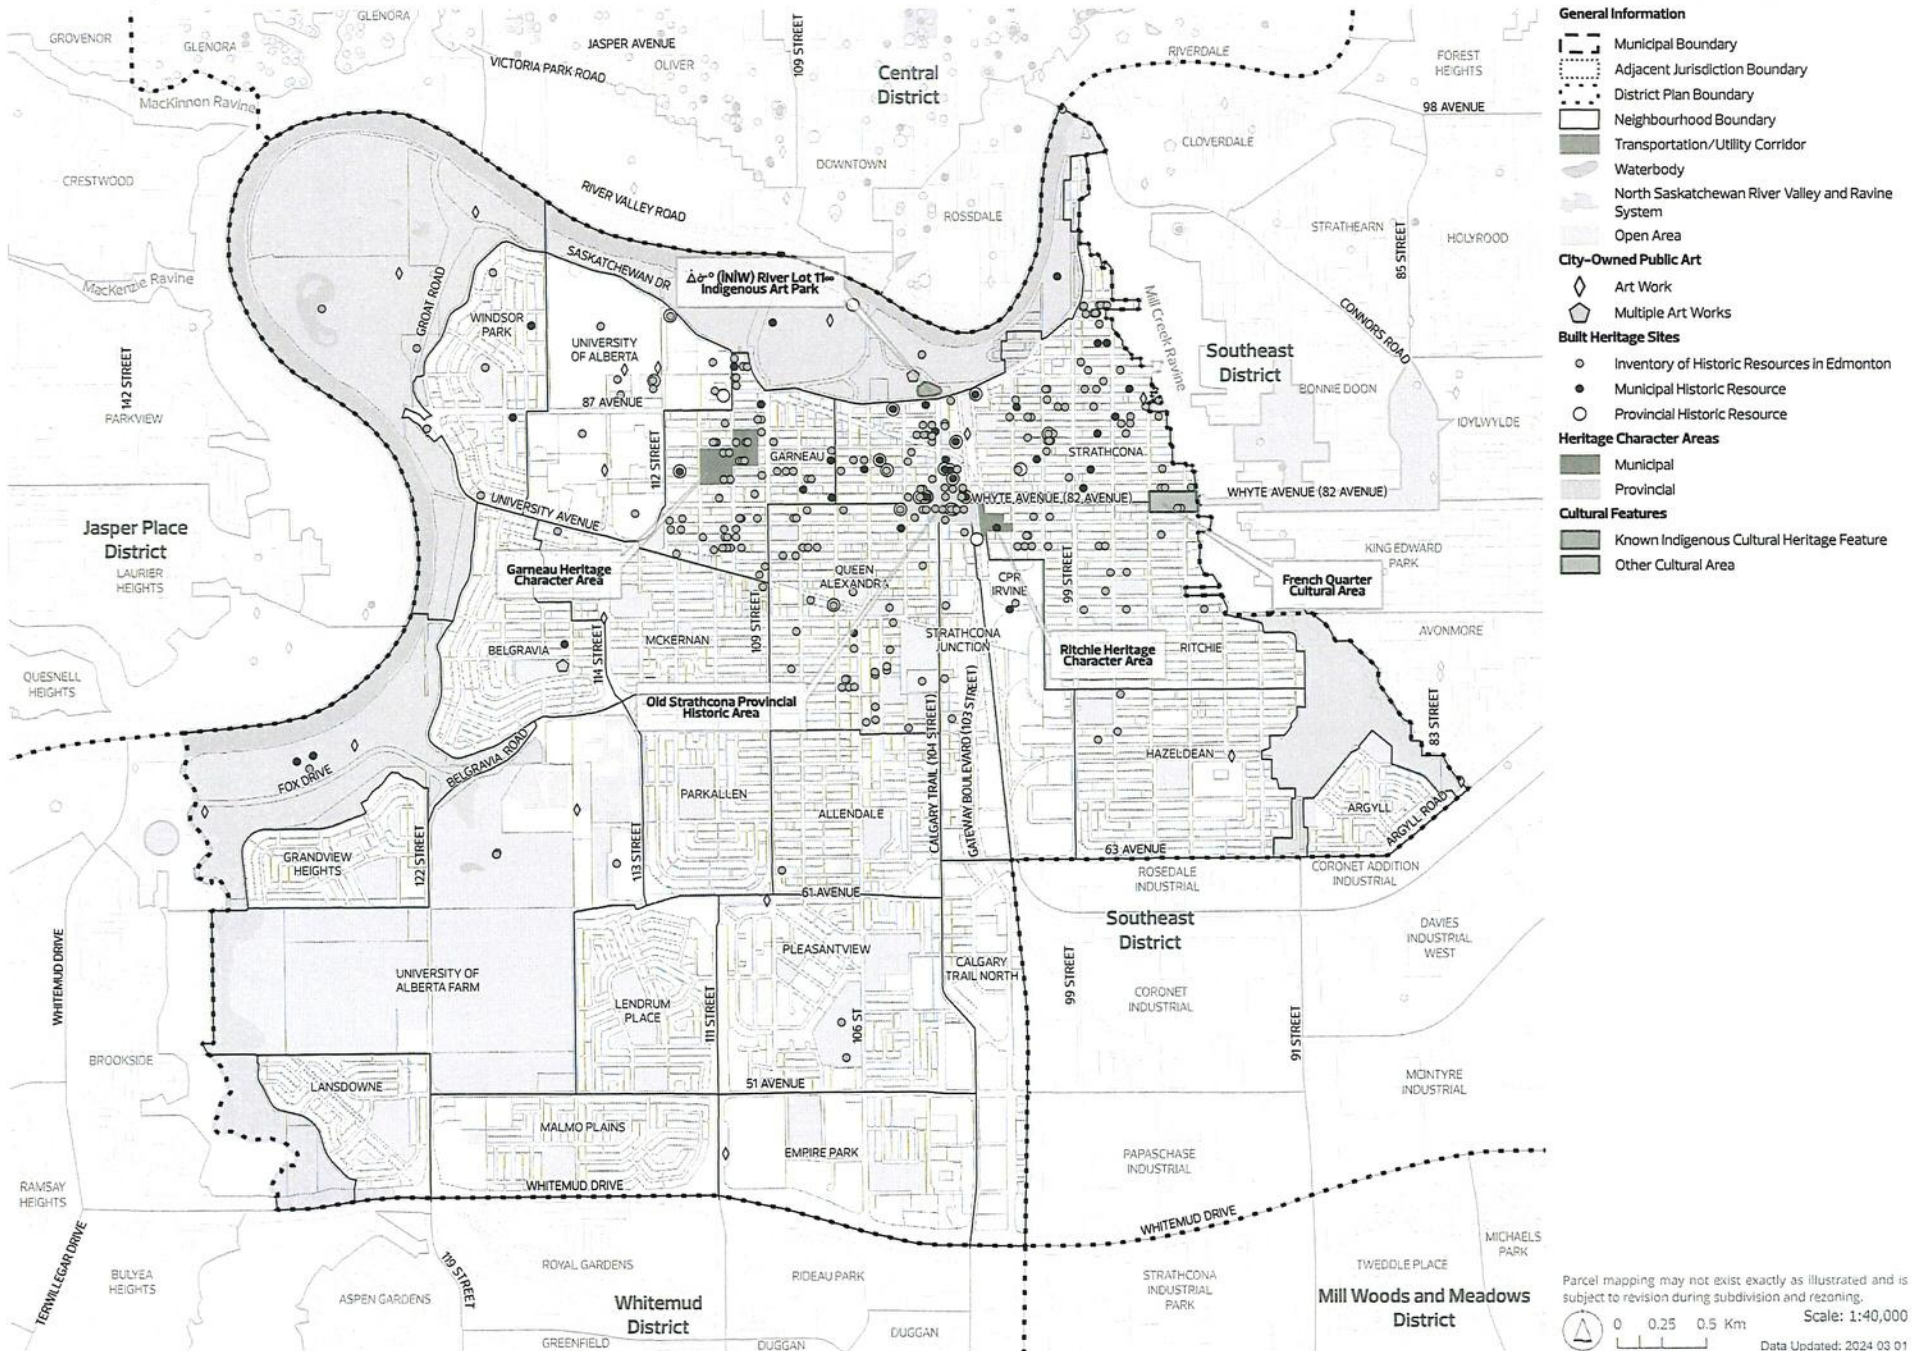 GLENORA
GROVENOR
GLENORA
JASPER AVENUE
OLIVER
109 STREET
VICTORIA PARK ROAD
Central
District
RIVERDALE
FOREST
HEIGHTS
98 AVENUE
MacKinnon Ravine
CLOVERDALE
DOWNTOWN
CRESTWOOD
RIVER VALLEY ROAD
ROSSDALE
STRATHEARN
HOLYROOD
85 STREET
SASKATCHEWAN DR
(ÎNÎW) River Lot 11∞
Indigenous Art Park
MacKenzie Ravine
GROAT ROAD
WINDSOR
PARK
UNIVERSITY
OF ALBERTA
Mill Creek Ravine
CONNORS ROAD
142 STREET
Southeast
District
BONNIE DOON
87 AVENUE
PARKVIEW
IDYLWYLDE
112 STREET
GARNEAU
STRATHCONA
UNIVERSITY AVENUE
WHYTE AVENUE (82 AVENUE)
WHYTE AVENUE (82 AVENUE)
Jasper Place
District
LAURIER
HEIGHTS
KING EDWARD
PARK
Garneau Heritage
Character Area
QUEEN
ALEXANDRA
CPR
IRVINE
99 STREET
French Quarter
Cultural Area
109 STREET
STRATHCONA
JUNCTION
AVONMORE
BELGRAVIA
114 STREET
MCKERNAN
Ritchie Heritage
Character Area
RITCHIE
QUESNELL
HEIGHTS
Old Strathcona Provincial
Historic Area
83 STREET
FOX DRIVE
BELGRAVIA ROAD
HAZELDEAN
PARKALLEN
ALLENDALE
CALGARY TRAIL (104 STREET)
GATEWAY BOULEVARD (103 STREET)
ARGYLL
ARGYLL ROAD
GRANDVIEW
HEIGHTS
122 STREET
113 STREET
63 AVENUE
ROSEDALE
INDUSTRIAL
CORONET ADDITION
INDUSTRIAL
61 AVENUE
Southeast
District
DAVIES
INDUSTRIAL
WEST
WHITEMUD DRIVE
UNIVERSITY OF
ALBERTA FARM
PLEASANTVIEW
CALGARY
TRAIL NORTH
99 STREET
CORONET
INDUSTRIAL
LENDRUM
PLACE
111 STREET
106 ST
91 STREET
BROOKSIDE
LANSDOWNE
51 AVENUE
MCINTYRE
INDUSTRIAL
MALMO PLAINS
EMPIRE PARK
PAPASCHASE
INDUSTRIAL
RAMSAY
HEIGHTS
WHITEMUD DRIVE
WHITEMUD DRIVE
TERWILLEGAR DRIVE
MICHAELS
PARK
BULYEA
HEIGHTS
119 STREET
ROYAL GARDENS
RIDEAU PARK
STRATHCONA
INDUSTRIAL
PARK
TWEDDLE PLACE
ASPEN GARDENS
Whitemud
District
Mill Woods and Meadows
District
GREENFIELD
DUGGAN
DUGGAN
General Information
Municipal Boundary
Adjacent Jurisdiction Boundary
District Plan Boundary
Neighbourhood Boundary
Transportation/Utility Corridor
Waterbody
North Saskatchewan River Valley and Ravine
System
Open Area
City-Owned Public Art
Art Work
Multiple Art Works
Built Heritage Sites
Inventory of Historic Resources in Edmonton
Municipal Historic Resource
Provincial Historic Resource
Heritage Character Areas
Municipal
Provincial
Cultural Features
Known Indigenous Cultural Heritage Feature
Other Cultural Area
Parcel mapping may not exist exactly as illustrated and is
subject to revision during subdivision and rezoning.
Scale: 1:40,000
0 0.25 0.5 Km
Data Updated: 2024 03 01